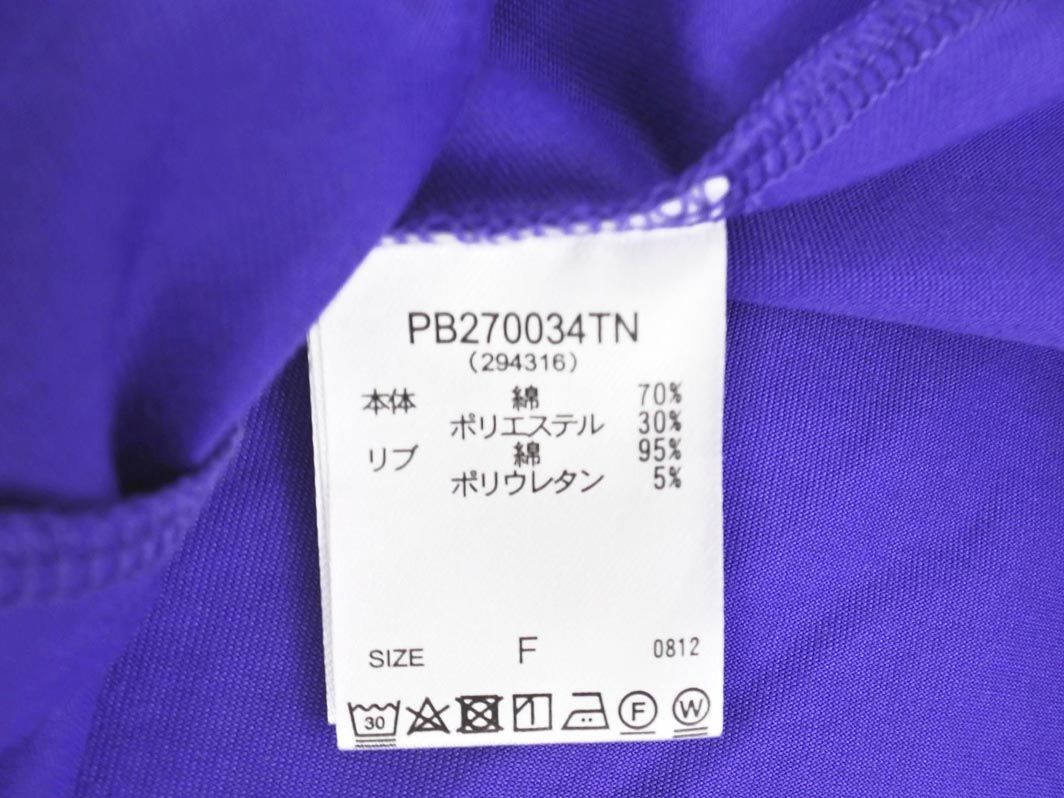 PB270034TN
(294316)
本体 綿 70%
ポリエステル 30%
リブ 綿 95%
ポリウレタン 5%
SIZE F 0812
30 F W